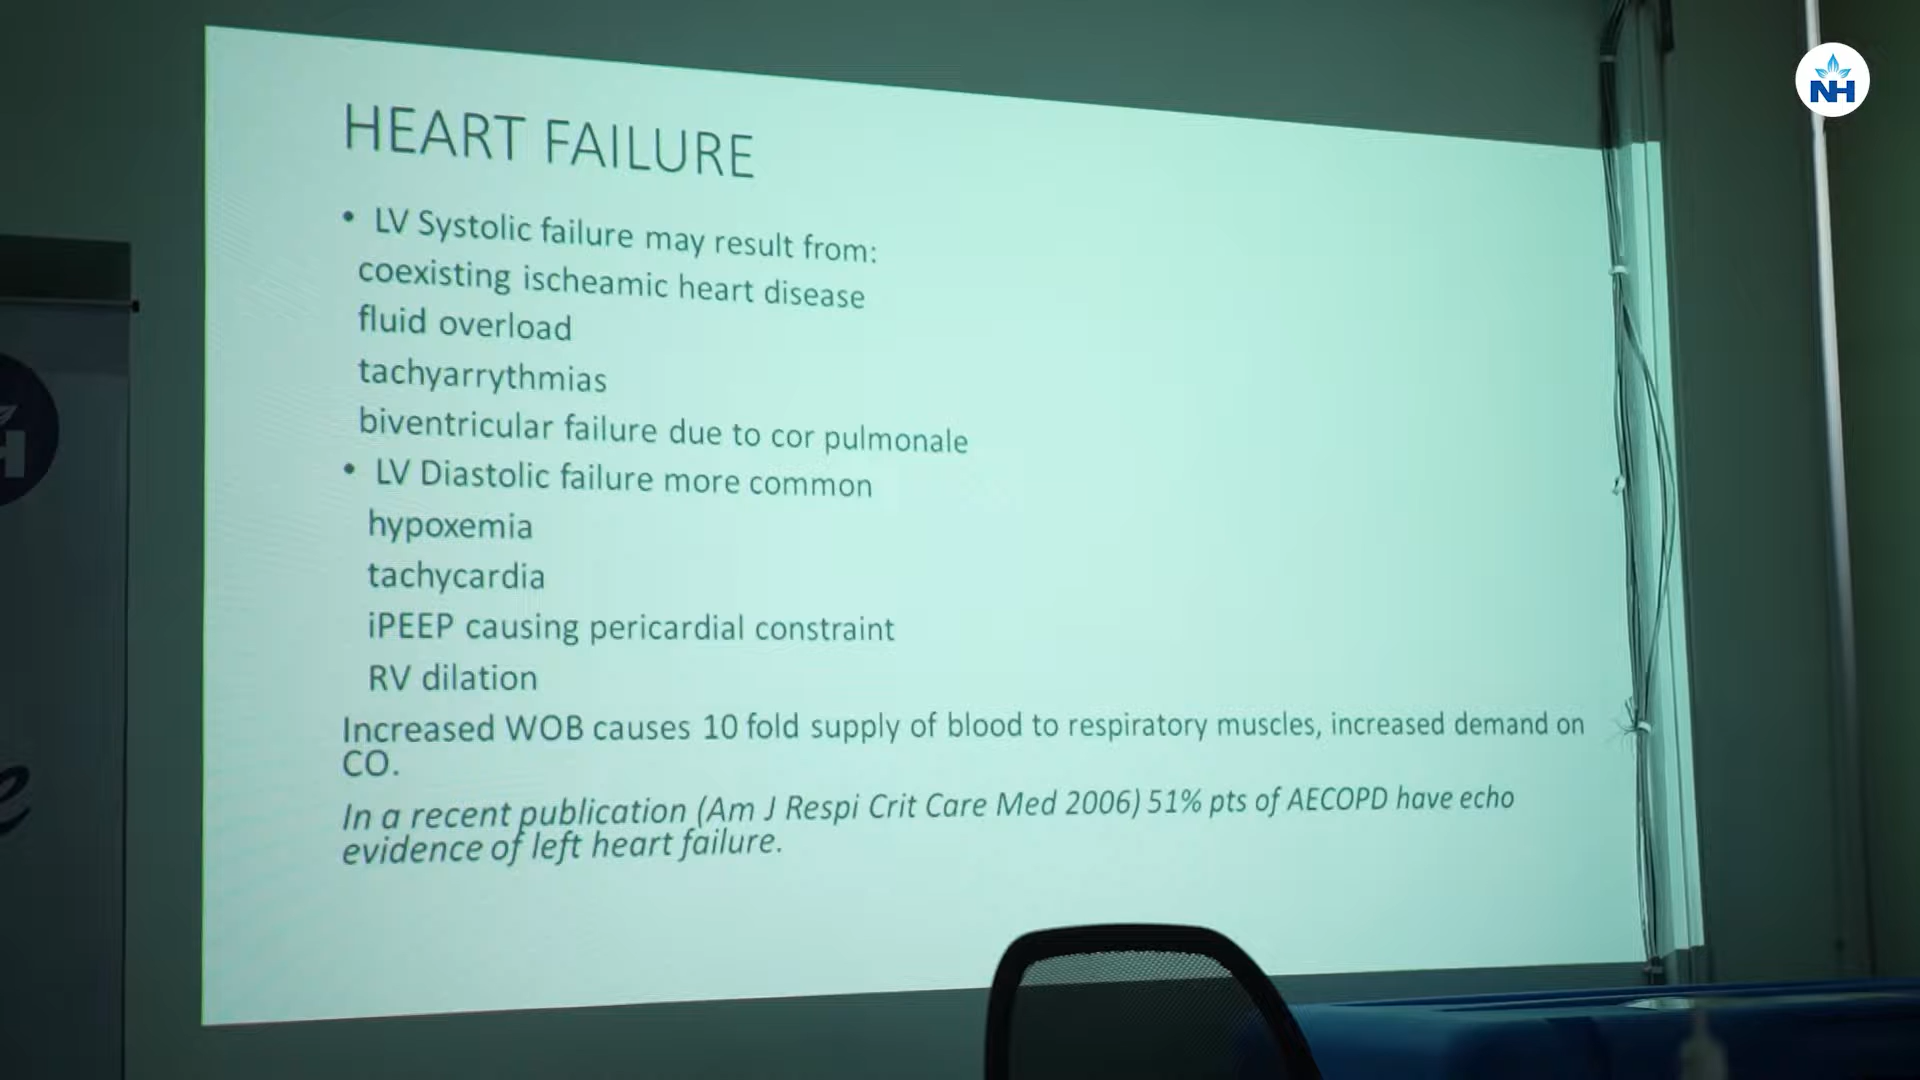 NH
HEART FAILURE
• LV Systolic failure may result from:
coexisting ischeamic heart disease
fluid overload
tachyarrythmias
biventricular failure due to cor pulmonale
• LV Diastolic failure more common
hypoxemia
tachycardia
iPEEP causing pericardial constraint
RV dilation
Increased WOB causes 10 fold supply of blood to respiratory muscles, increased demand on
CO.
In a recent publication (Am J Respi Crit Care Med 2006) 51% pts of AECOPD have echo
evidence of left heart failure.